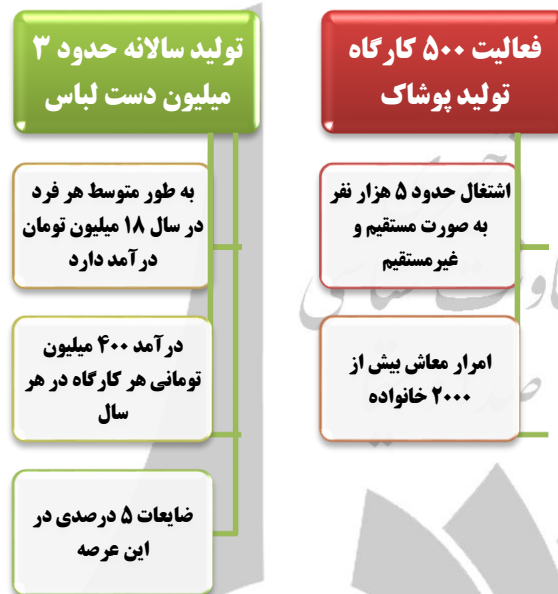 فعالیت ۵۰۰ کارگاه
تولید پوشاک
اشتغال حدود ۵ هزار نفر
به صورت مستقیم و
غیرمستقیم
امرار معاش بیش از
۲۰۰۰ خانواده
تولید سالانه حدود ۳
میلیون دست لباس
به طور متوسط هر فرد
در سال ۱۸ میلیون تومان
درآمد دارد
درآمد ۴۰۰ میلیون
تومانی هر کارگاه در هر
سال
ضایعات ۵ درصدی در
این عرصه